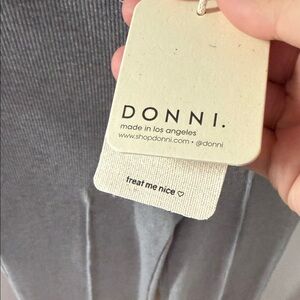 DONNI.
made in los angeles
www.shopdonni.com • @donni
treat me nice ♡